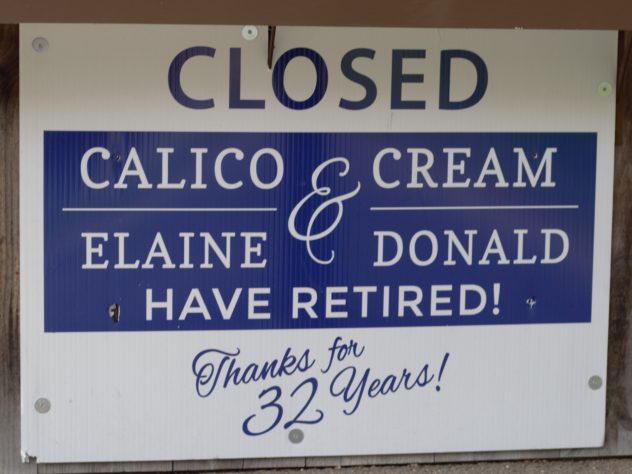 CLOSED
CALICO & CREAM
ELAINE & DONALD
HAVE RETIRED!
Thanks for
32 Years!